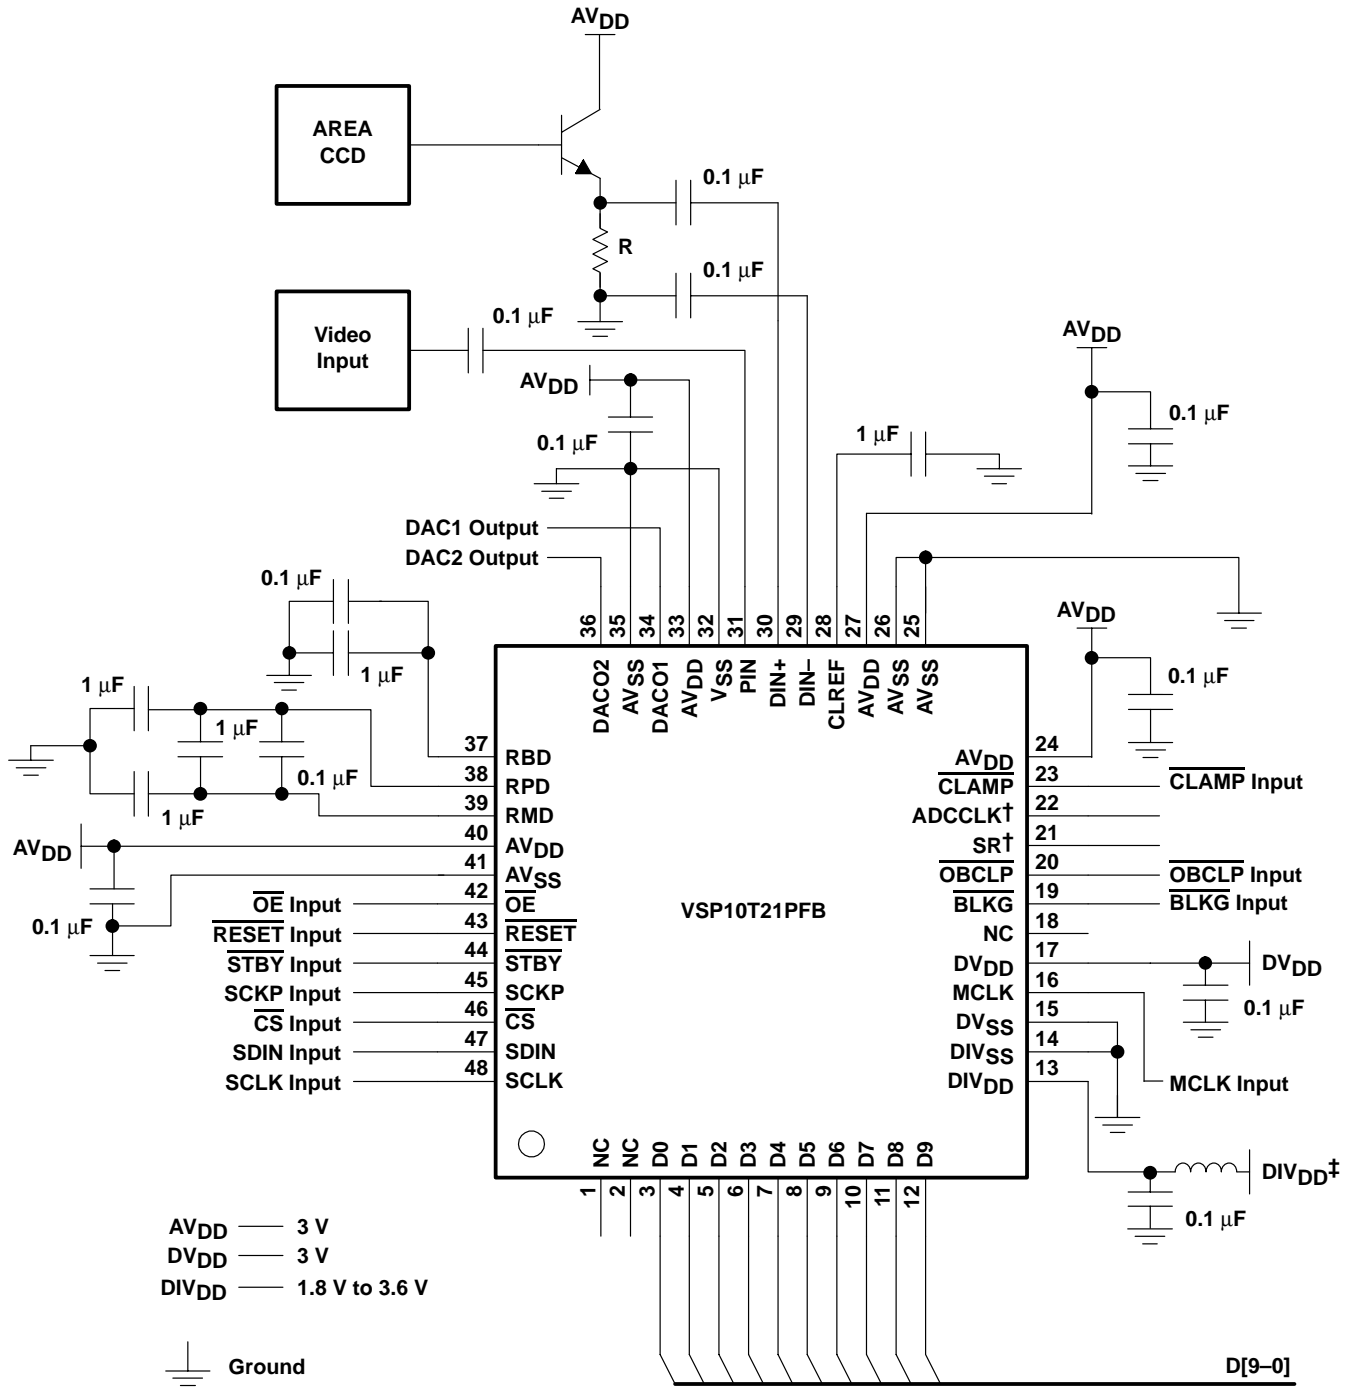 AVDD
AREA
CCD
0.1 μF
R
0.1 μF
Video
Input
0.1 μF
AVDD
0.1 μF
AVDD
0.1 μF
1 μF
DAC1 Output
DAC2 Output
0.1 μF
1 μF
1 μF
1 μF
0.1 μF
1 μF
AVDD
0.1 μF
AVDD
0.1 μF
36 35 34 33 32 31 30 29 28 27 26 25
DACO2 AVSS DACO1 AVDD VSS PIN DIN+ DIN– CLREF AVDD AVSS AVSS
37 RBD
38 RPD
39 RMD
40 AVDD
41 AVSS
OE Input 42 OE
RESET Input 43 RESET
STBY Input 44 STBY
SCKP Input 45 SCKP
CS Input 46 CS
SDIN Input 47 SDIN
SCLK Input 48 SCLK
VSP10T21PFB
AVDD 24
CLAMP 23 CLAMP Input
ADCCLK† 22
SR† 21
OBCLP 20 OBCLP Input
BLKG 19 BLKG Input
NC 18
DVDD 17 DVDD
0.1 μF
MCLK 16
DVSS 15
DIVSS 14
DIVDD 13
MCLK Input
DIVDD‡
0.1 μF
NC NC D0 D1 D2 D3 D4 D5 D6 D7 D8 D9
1 2 3 4 5 6 7 8 9 10 11 12
AVDD 3 V
DVDD 3 V
DIVDD 1.8 V to 3.6 V
Ground
D[9–0]